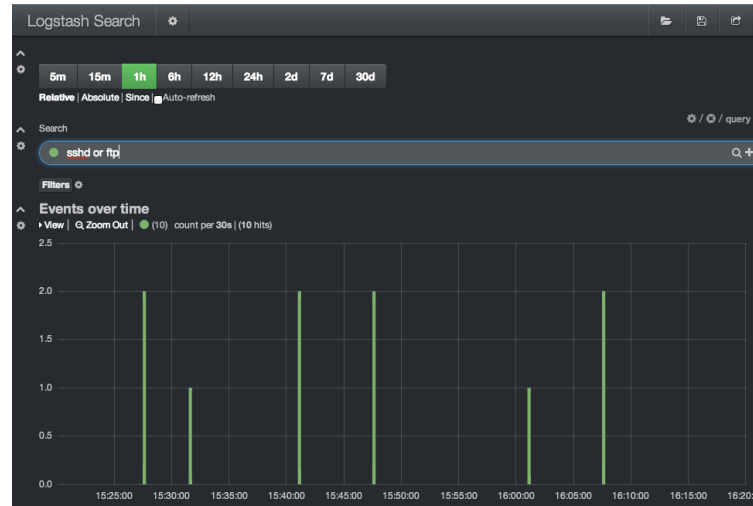 Logstash Search
5m 15m 1h 6h 12h 24h 2d 7d 30d
Relative | Absolute | Since | Auto-refresh
/ / query
Search
sshd or ftp
Filters
Events over time
View | Zoom Out | (10) count per 30s | (10 hits)
2.5
2.0
1.5
1.0
0.5
0.0
15:25:00 15:30:00 15:35:00 15:40:00 15:45:00 15:50:00 15:55:00 16:00:00 16:05:00 16:10:00 16:15:00 16:20: